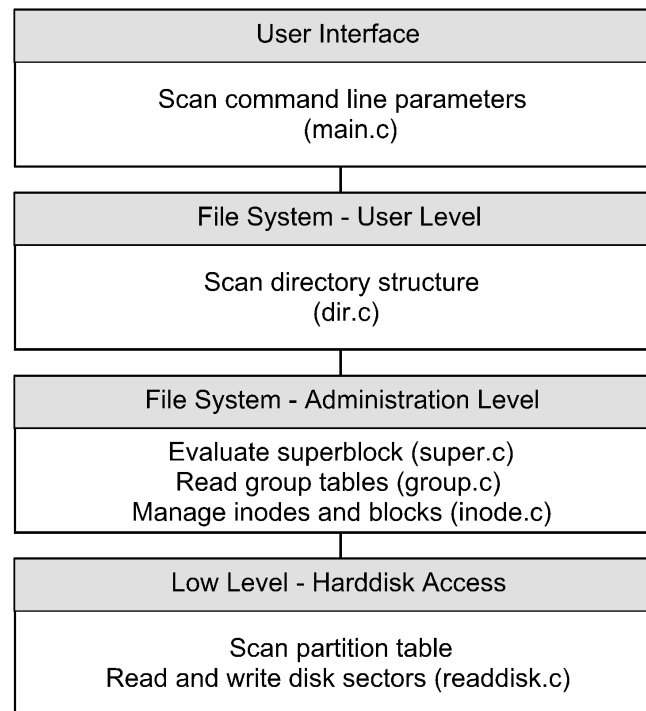 User Interface
Scan command line parameters
(main.c)
File System - User Level
Scan directory structure
(dir.c)
File System - Administration Level
Evaluate superblock (super.c)
Read group tables (group.c)
Manage inodes and blocks (inode.c)
Low Level - Harddisk Access
Scan partition table
Read and write disk sectors (readdisk.c)